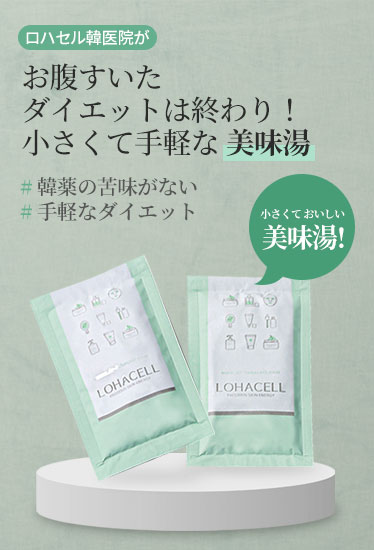 ロハセル韓医院が
お腹すいた
ダイエットは終わり！
小さくて手軽な 美味湯
# 韓薬の苦味がない
# 手軽なダイエット
小さくておいしい
美味湯!
LOHACELL
LOHACELL